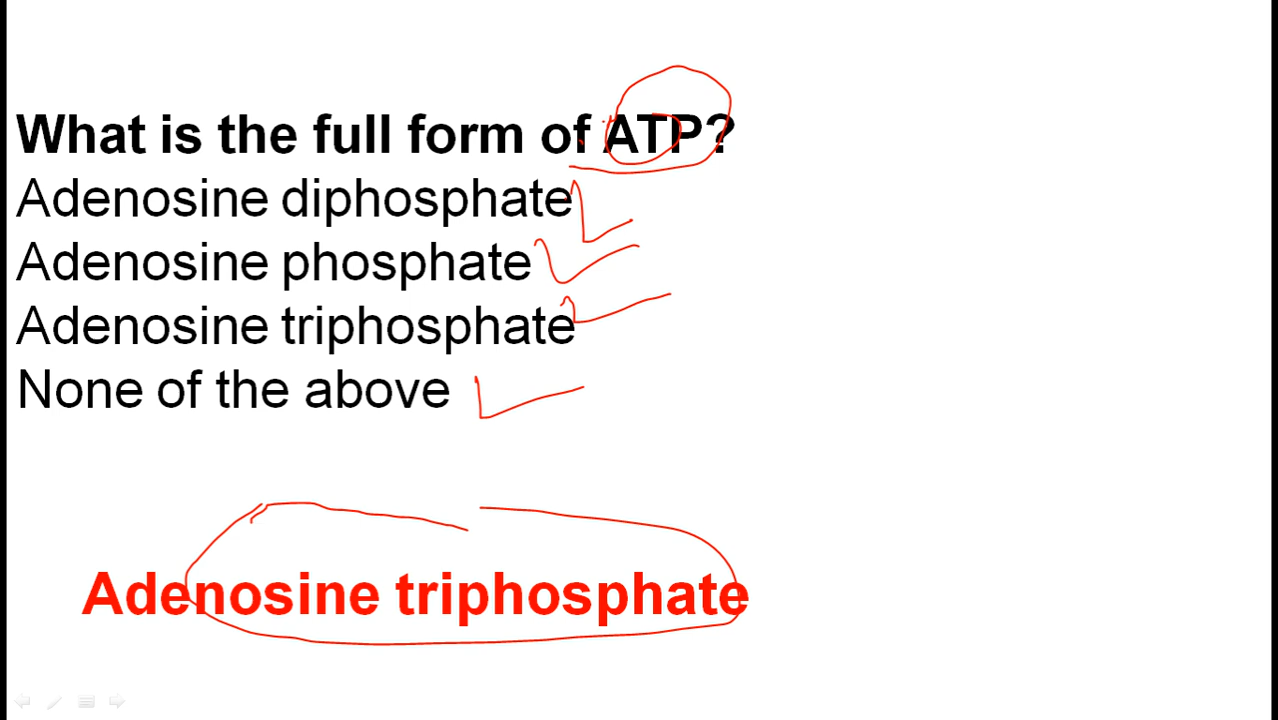 What is the full form of ATP?
Adenosine diphosphate
Adenosine phosphate
Adenosine triphosphate
None of the above
Adenosine triphosphate